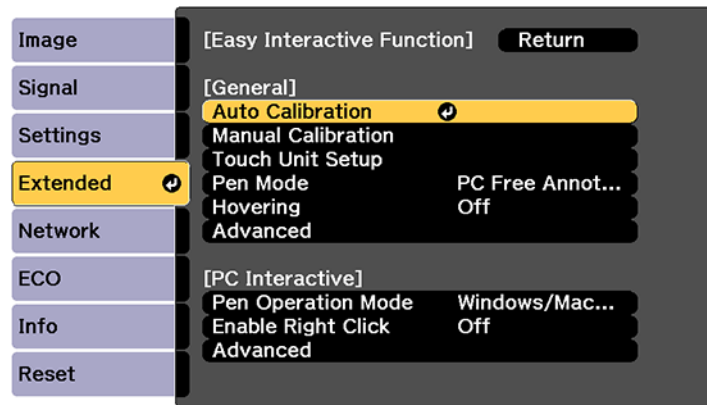 Image
Signal
Settings
Extended
Network
ECO
Info
Reset
[Easy Interactive Function] Return
[General]
Auto Calibration
Manual Calibration
Touch Unit Setup
Pen Mode PC Free Annot...
Hovering Off
Advanced
[PC Interactive]
Pen Operation Mode Windows/Mac...
Enable Right Click Off
Advanced